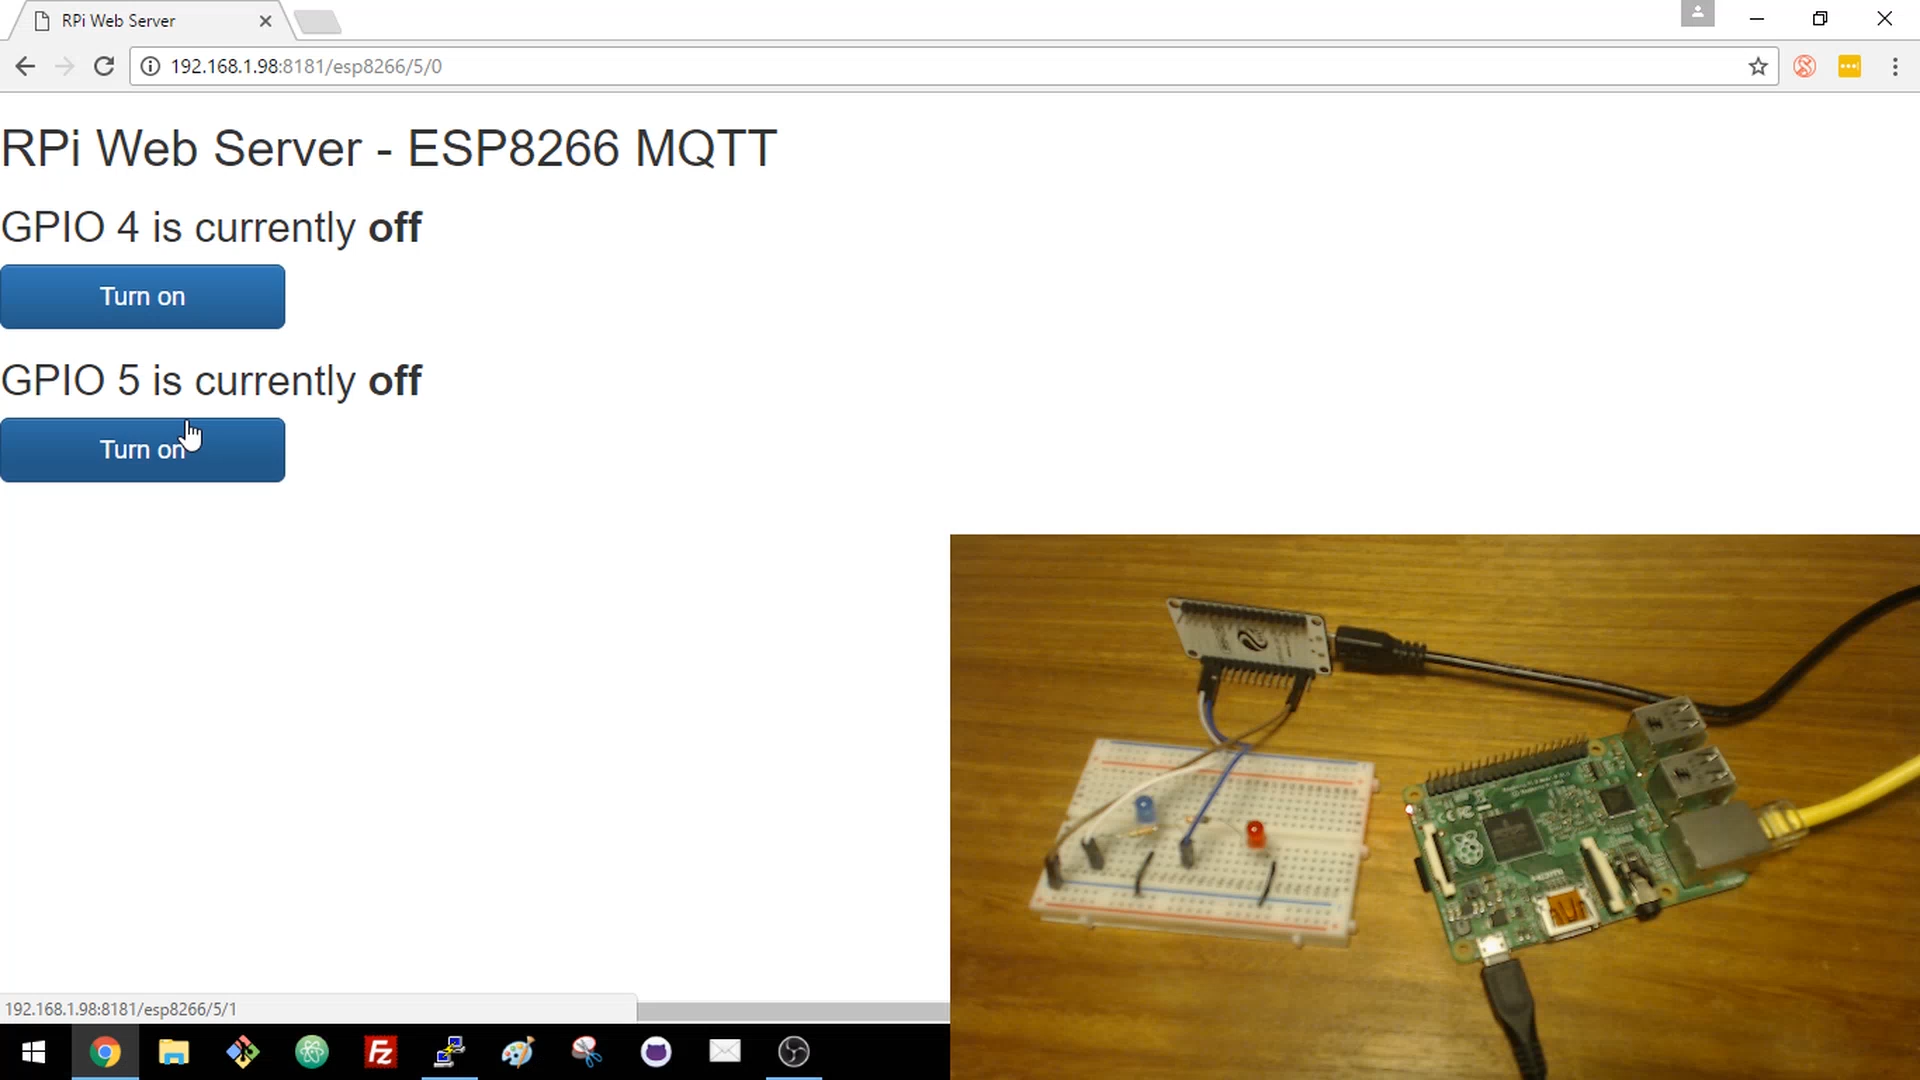 RPi Web Server
192.168.1.98:8181/esp8266/5/0
RPi Web Server - ESP8266 MQTT
GPIO 4 is currently off
Turn on
GPIO 5 is currently off
Turn on
192.168.1.98:8181/esp8266/5/1
Fz
HDMI